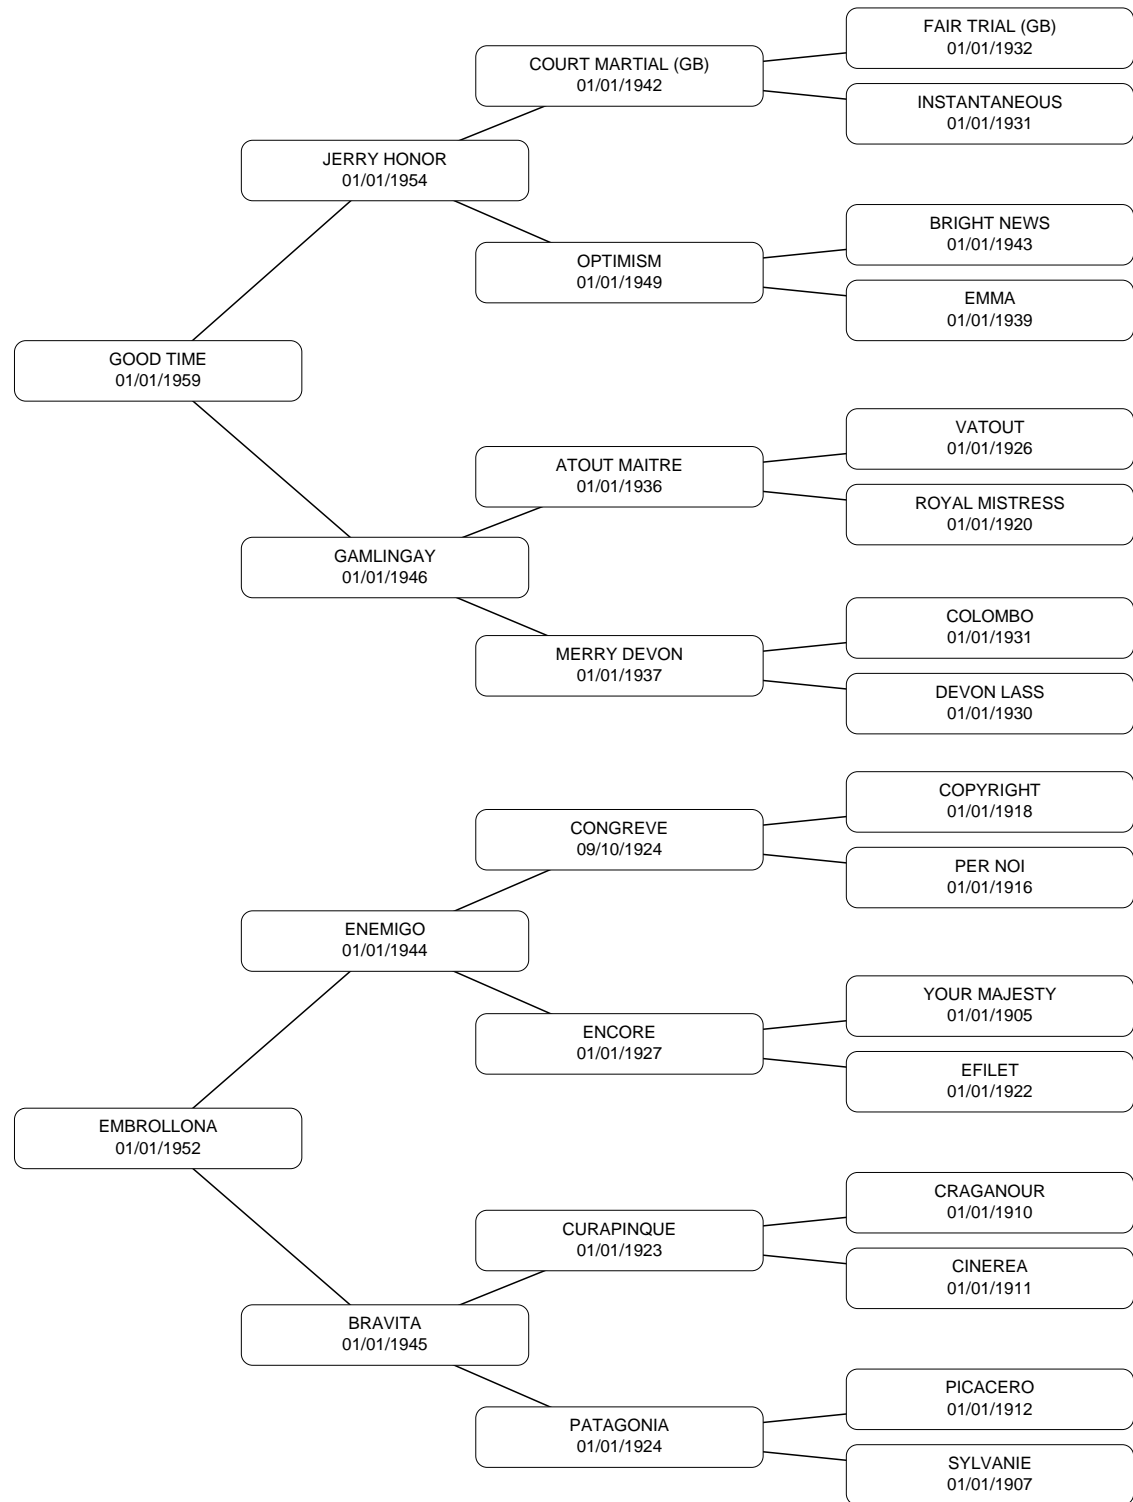 FAIR TRIAL (GB)
01/01/1932
COURT MARTIAL (GB)
01/01/1942
INSTANTANEOUS
01/01/1931
JERRY HONOR
01/01/1954
BRIGHT NEWS
01/01/1943
OPTIMISM
01/01/1949
EMMA
01/01/1939
GOOD TIME
01/01/1959
VATOUT
01/01/1926
ATOUT MAITRE
01/01/1936
ROYAL MISTRESS
01/01/1920
GAMLINGAY
01/01/1946
COLOMBO
01/01/1931
MERRY DEVON
01/01/1937
DEVON LASS
01/01/1930
COPYRIGHT
01/01/1918
CONGREVE
09/10/1924
PER NOI
01/01/1916
ENEMIGO
01/01/1944
YOUR MAJESTY
01/01/1905
ENCORE
01/01/1927
EFILET
01/01/1922
EMBROLLONA
01/01/1952
CRAGANOUR
01/01/1910
CURAPINQUE
01/01/1923
CINEREA
01/01/1911
BRAVITA
01/01/1945
PICACERO
01/01/1912
PATAGONIA
01/01/1924
SYLVANIE
01/01/1907